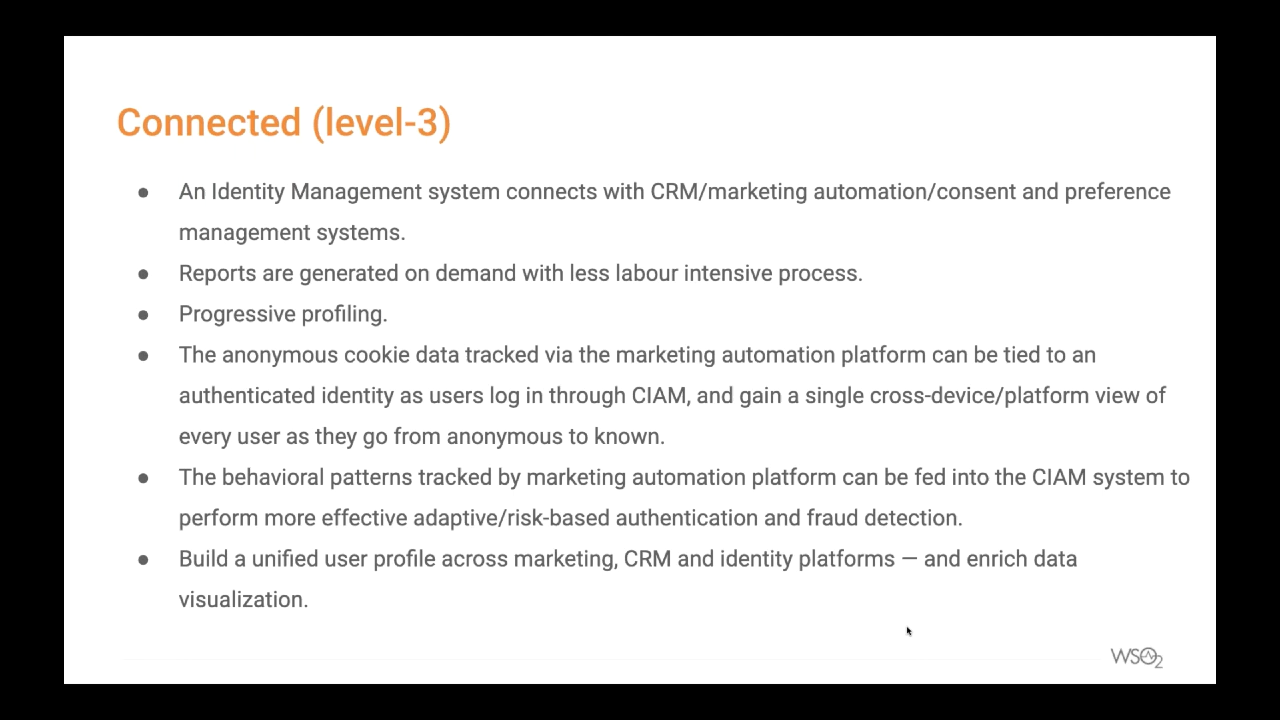 Connected (level-3)
● An Identity Management system connects with CRM/marketing automation/consent and preference
management systems.
● Reports are generated on demand with less labour intensive process.
● Progressive profiling.
● The anonymous cookie data tracked via the marketing automation platform can be tied to an
authenticated identity as users log in through CIAM, and gain a single cross-device/platform view of
every user as they go from anonymous to known.
● The behavioral patterns tracked by marketing automation platform can be fed into the CIAM system to
perform more effective adaptive/risk-based authentication and fraud detection.
● Build a unified user profile across marketing, CRM and identity platforms — and enrich data
visualization.
WSO2